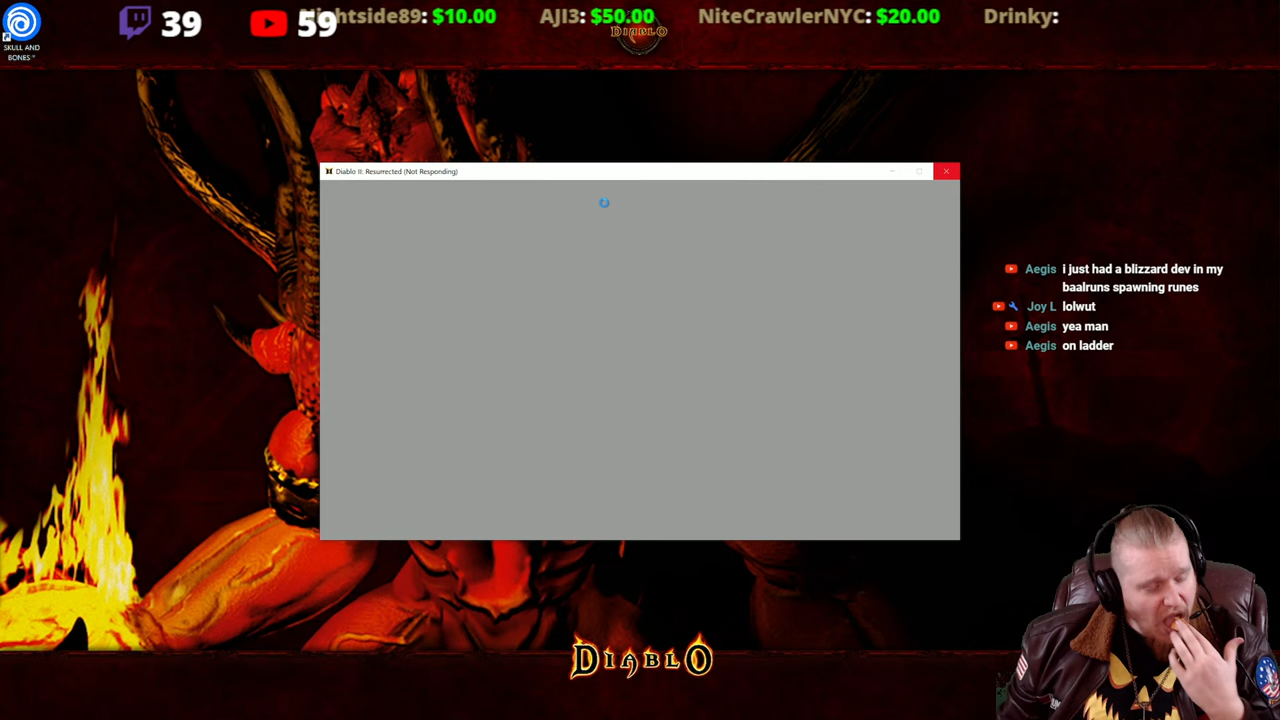 SKULL AND
BONES
39
59
ghtside89: $10.00 AJI3: $50.00 NiteCrawlerNYC: $20.00 Drinky:
DIABLO
Diablo II: Resurrected (Not Responding)
Aegis i just had a blizzard dev in my
baalruns spawning runes
Joy L lolwut
Aegis yea man
Aegis on ladder
DIABLO